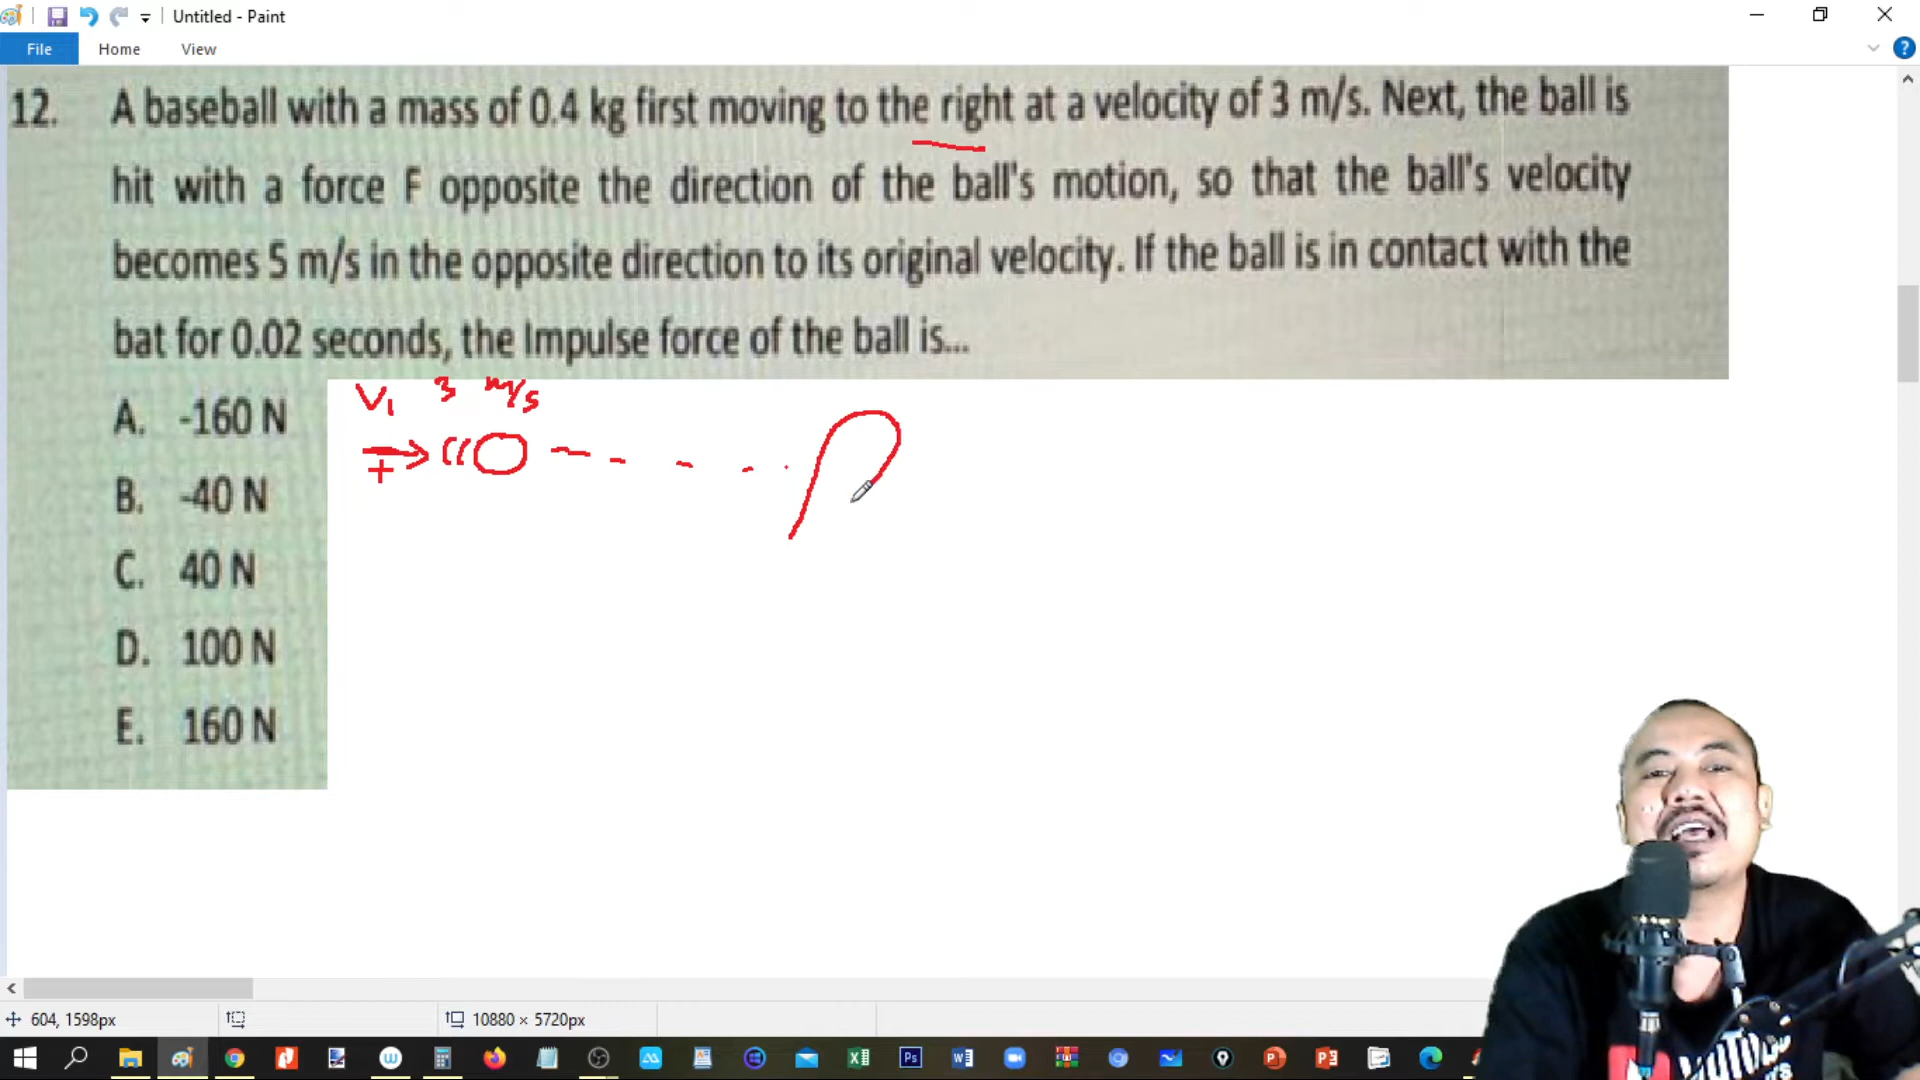 Untitled - Paint
File Home View
12. A baseball with a mass of 0.4 kg first moving to the right at a velocity of 3 m/s. Next, the ball is
hit with a force F opposite the direction of the ball's motion, so that the ball's velocity
becomes 5 m/s in the opposite direction to its original velocity. If the ball is in contact with the
bat for 0.02 seconds, the Impulse force of the ball is...
V1 3 m/s
+
A. -160 N
B. -40 N
C. 40 N
D. 100 N
E. 160 N
604, 1598px
10880 × 5720px